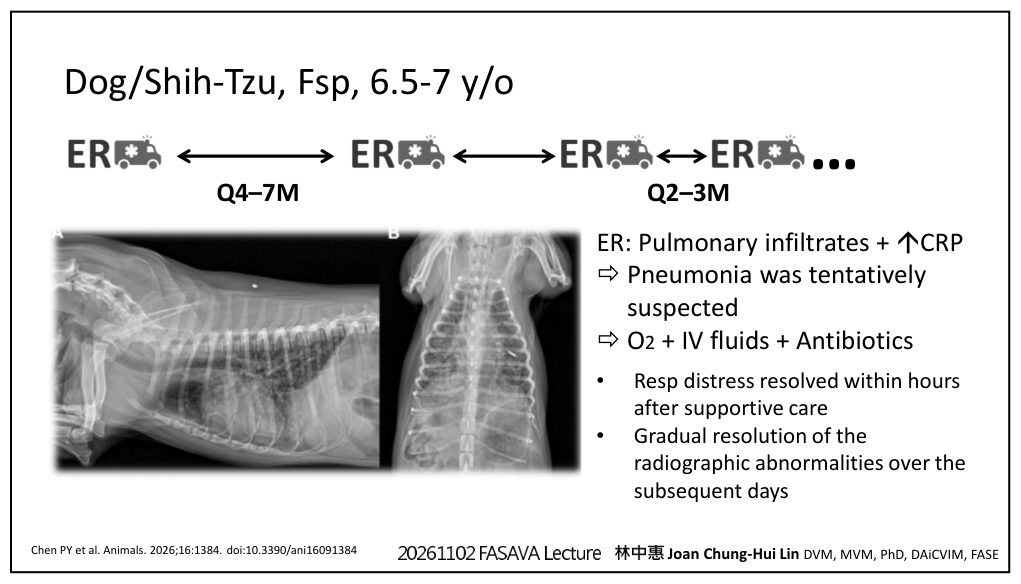 Dog/Shih-Tzu, Fsp, 6.5-7 y/o
ER ER ER ER ...
Q4–7M Q2–3M
A B
ER: Pulmonary infiltrates + ↑CRP
⇨ Pneumonia was tentatively
suspected
⇨ O2 + IV fluids + Antibiotics
• Resp distress resolved within hours
after supportive care
• Gradual resolution of the
radiographic abnormalities over the
subsequent days
Chen PY et al. Animals. 2026;16:1384. doi:10.3390/ani16091384
20261102 FASAVA Lecture 林中惠 Joan Chung-Hui Lin DVM, MVM, PhD, DAiCVIM, FASE